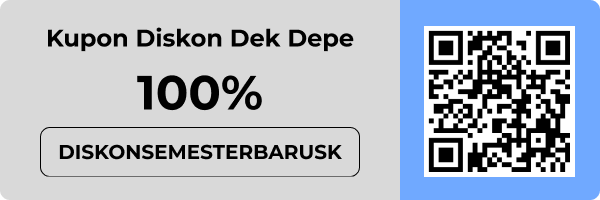 Kupon Diskon Dek Depe
100%
DISKONSEMESTERBARUSK